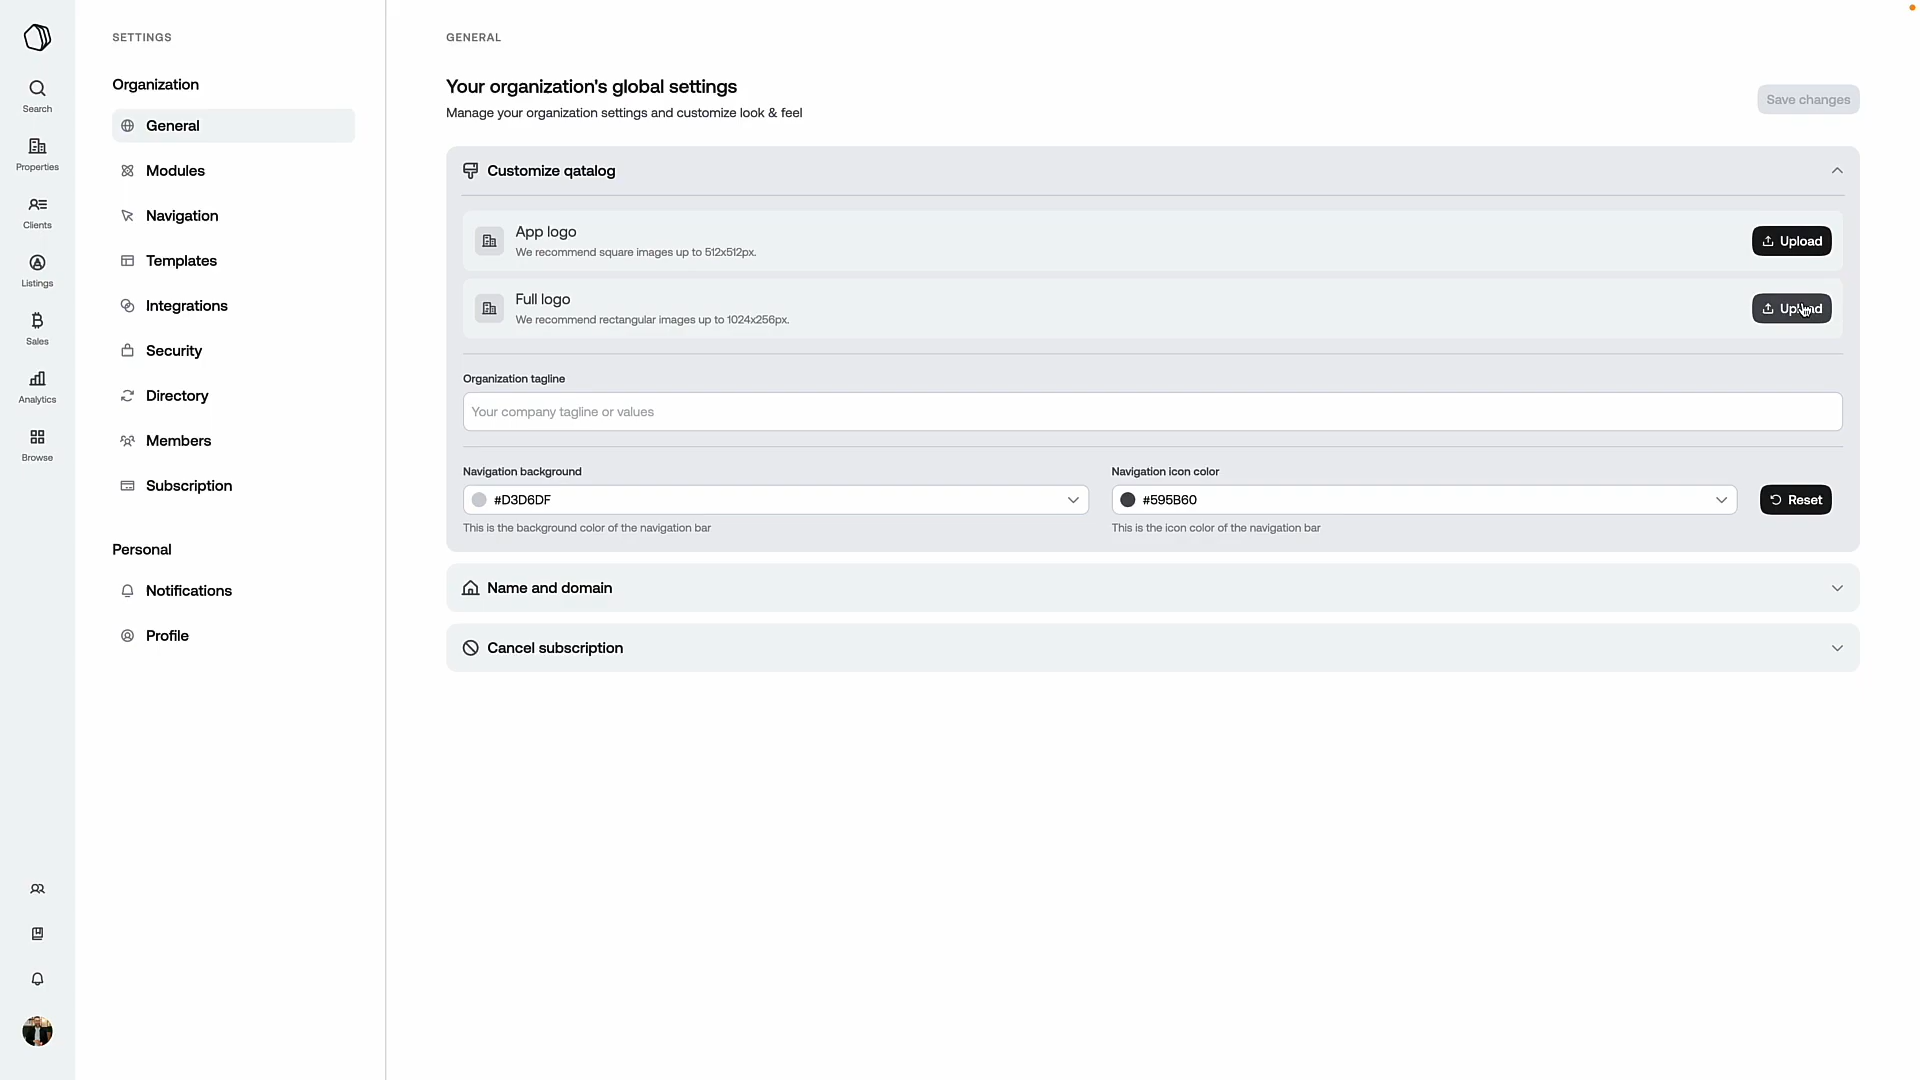 Search
Properties
Clients
Listings
Sales
Analytics
Browse
SETTINGS
Organization
General
Modules
Navigation
Templates
Integrations
Security
Directory
Members
Subscription
Personal
Notifications
Profile
GENERAL
Your organization's global settings
Manage your organization settings and customize look & feel
Save changes
Customize qatalog
App logo
We recommend square images up to 512x512px.
Upload
Full logo
We recommend rectangular images up to 1024x256px.
Upload
Organization tagline
Your company tagline or values
Navigation background
#D3D6DF
This is the background color of the navigation bar
Navigation icon color
#595B60
This is the icon color of the navigation bar
Reset
Name and domain
Cancel subscription